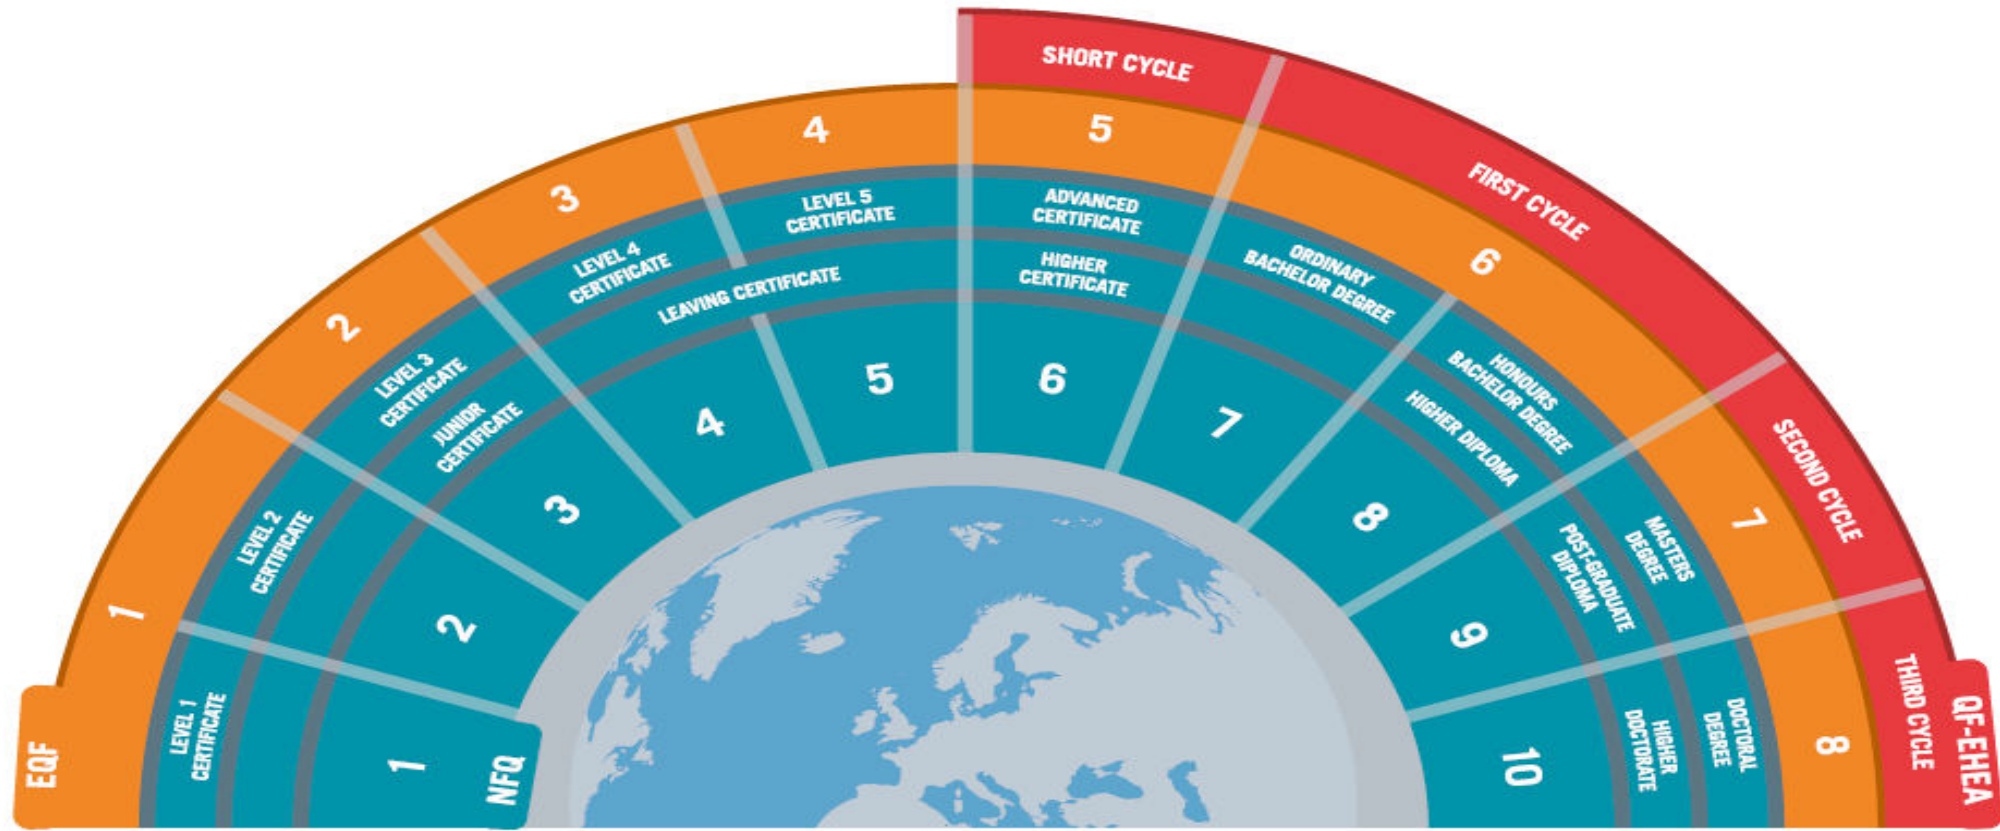 SHORT CYCLE
FIRST CYCLE
SECOND CYCLE
THIRD CYCLE
QF-EHEA
EQF
1
2
3
4
5
6
7
8
LEVEL 1
CERTIFICATE
LEVEL 2
CERTIFICATE
LEVEL 3
CERTIFICATE
LEVEL 4
CERTIFICATE
LEVEL 5
CERTIFICATE
ADVANCED
CERTIFICATE
ORDINARY
BACHELOR DEGREE
HONOURS
BACHELOR DEGREE
MASTERS
DEGREE
DOCTORAL
DEGREE
JUNIOR
CERTIFICATE
LEAVING CERTIFICATE
HIGHER
CERTIFICATE
HIGHER DIPLOMA
POST-GRADUATE
DIPLOMA
HIGHER
DOCTORATE
NFQ
1
2
3
4
5
6
7
8
9
10